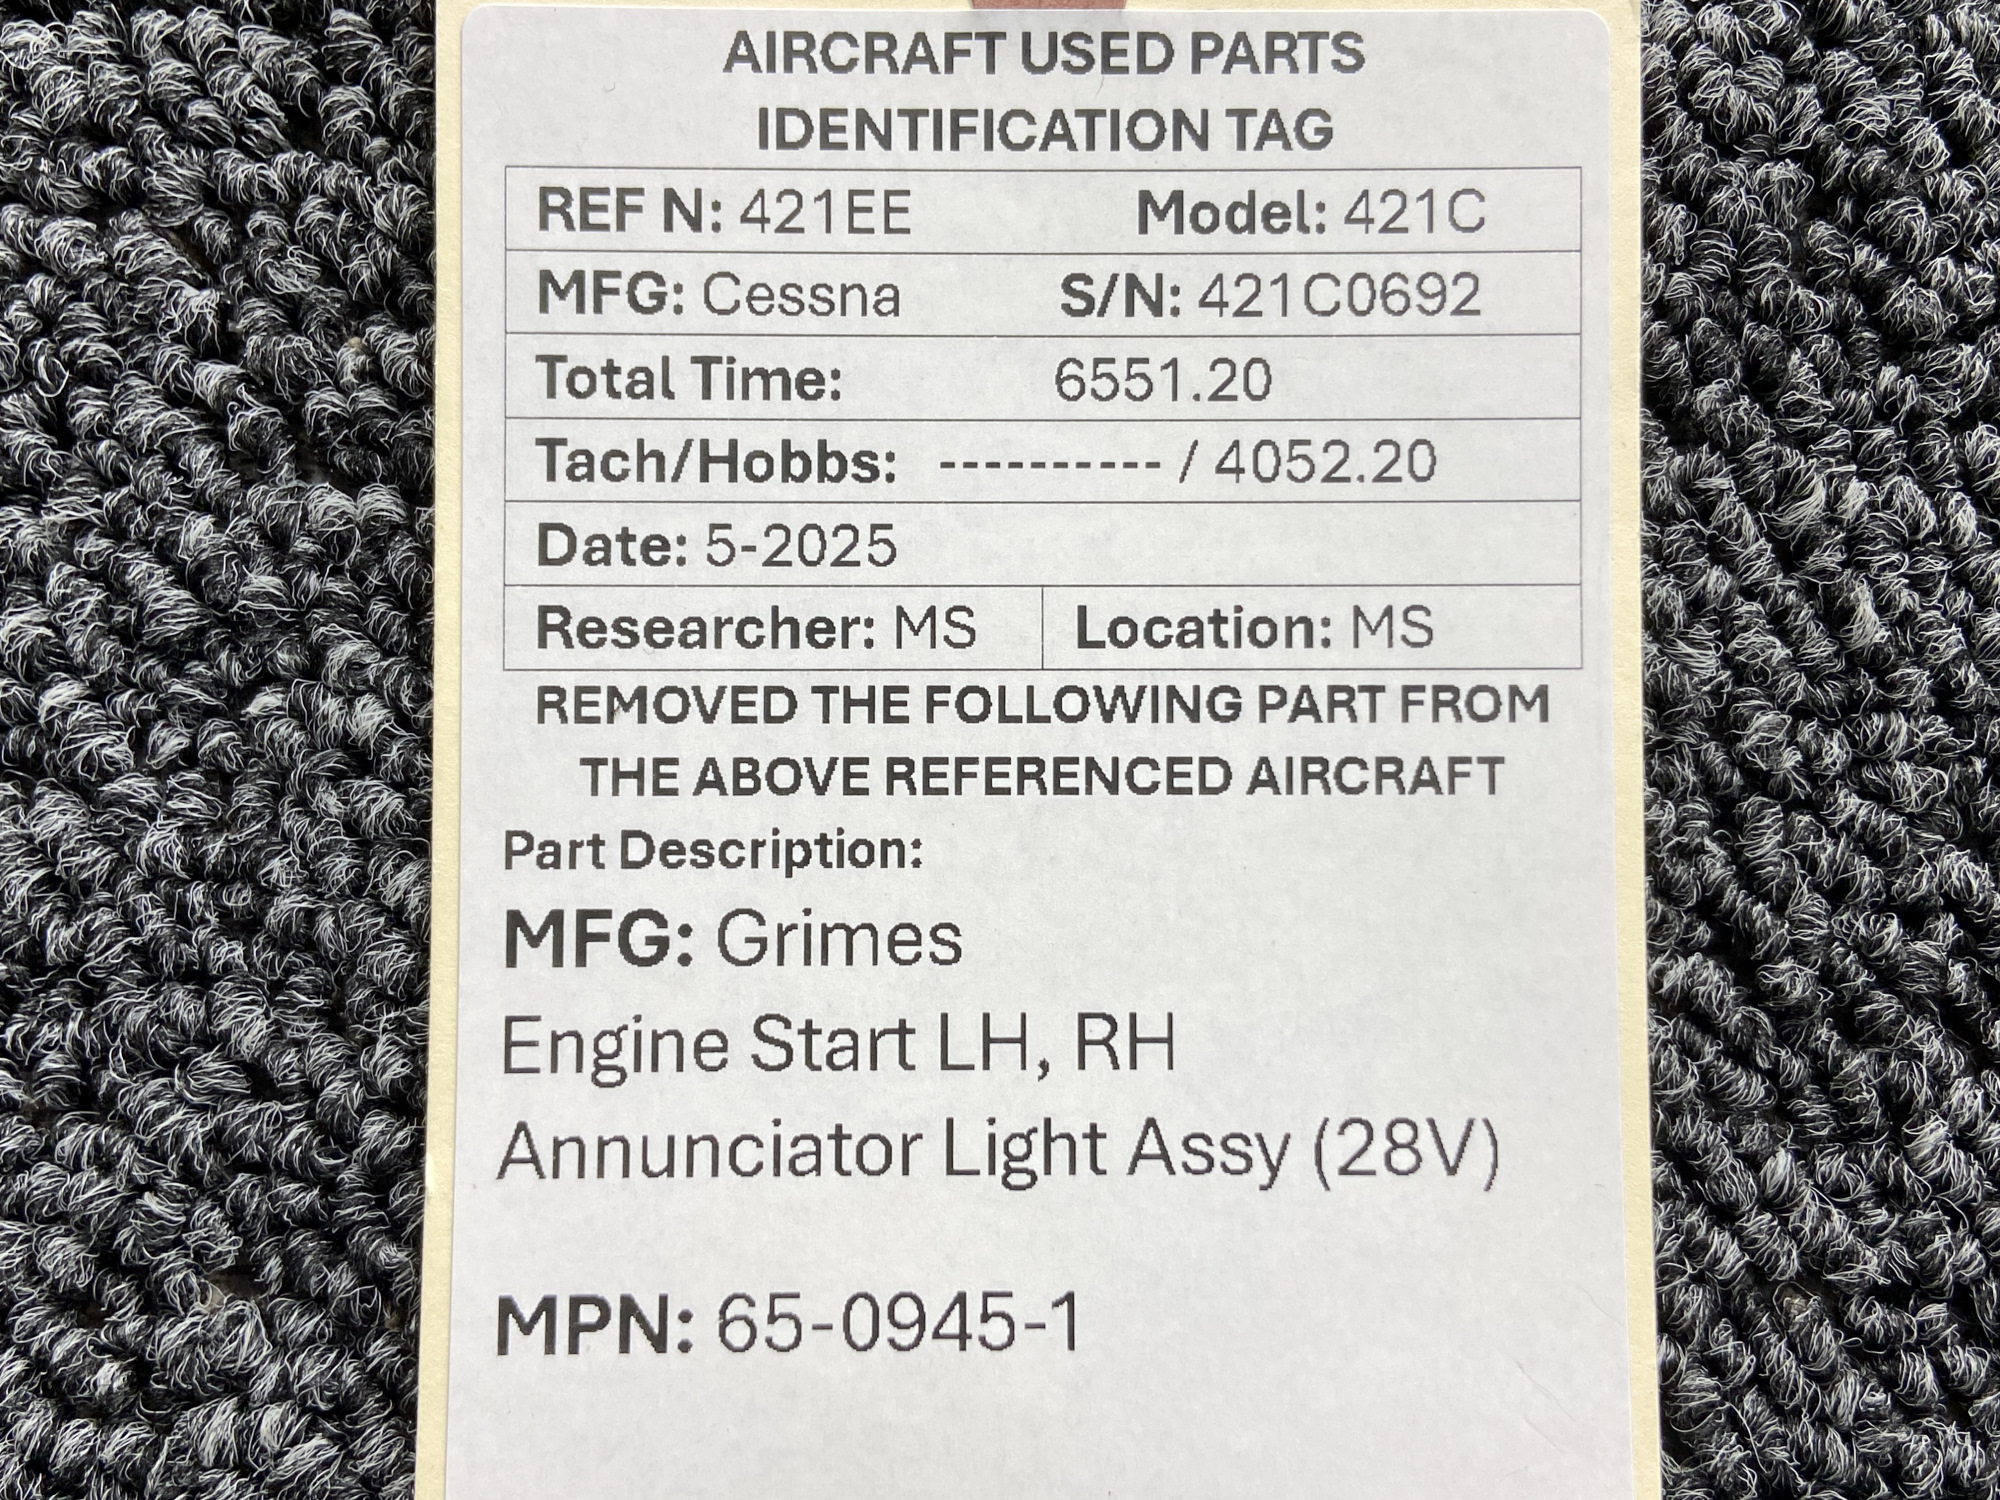 AIRCRAFT USED PARTS
IDENTIFICATION TAG
REF N: 421EE Model: 421C
MFG: Cessna S/N: 421C0692
Total Time: 6551.20
Tach/Hobbs: ---------- / 4052.20
Date: 5-2025
Researcher: MS Location: MS
REMOVED THE FOLLOWING PART FROM
THE ABOVE REFERENCED AIRCRAFT
Part Description:
MFG: Grimes
Engine Start LH, RH
Annunciator Light Assy (28V)
MPN: 65-0945-1